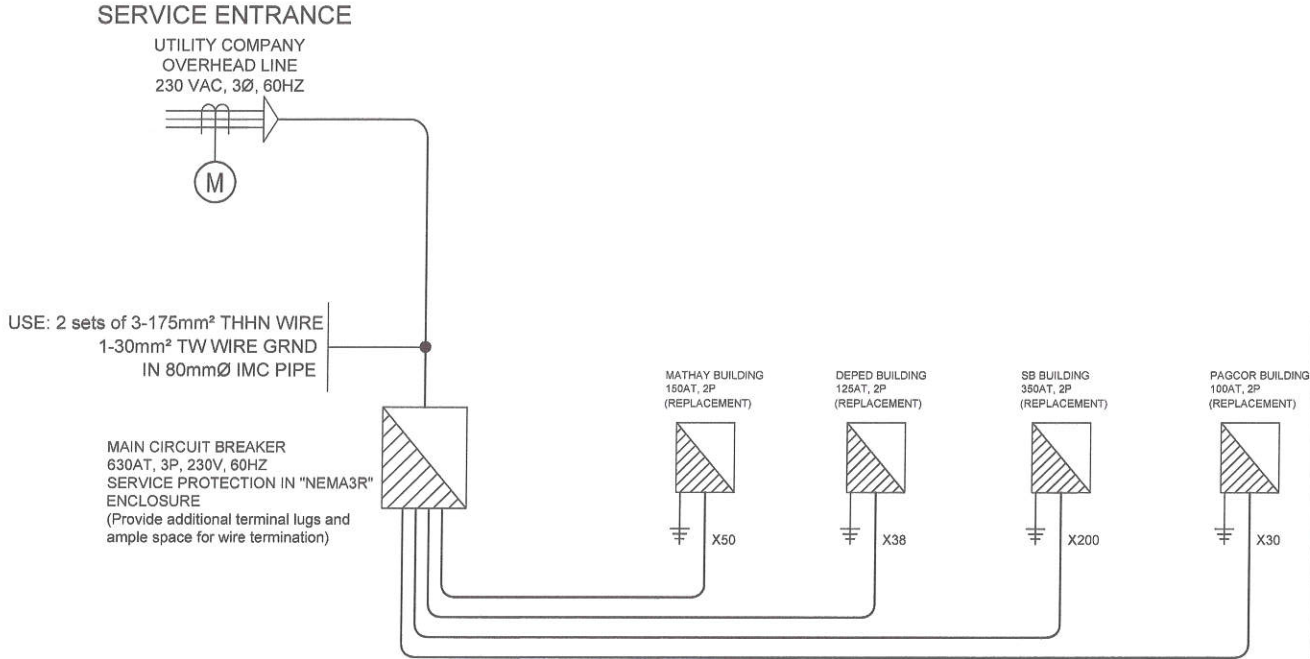 SERVICE ENTRANCE
UTILITY COMPANY
OVERHEAD LINE
230 VAC, 3Ø, 60HZ
M
USE: 2 sets of 3-175mm² THHN WIRE
1-30mm² TW WIRE GRND
IN 80mmØ IMC PIPE
MAIN CIRCUIT BREAKER
630AT, 3P, 230V, 60HZ
SERVICE PROTECTION IN "NEMA3R"
ENCLOSURE
(Provide additional terminal lugs and
ample space for wire termination)
MATHAY BUILDING
150AT, 2P
(REPLACEMENT)
X50
DEPED BUILDING
125AT, 2P
(REPLACEMENT)
X38
SB BUILDING
350AT, 2P
(REPLACEMENT)
X200
PAGCOR BUILDING
100AT, 2P
(REPLACEMENT)
X30